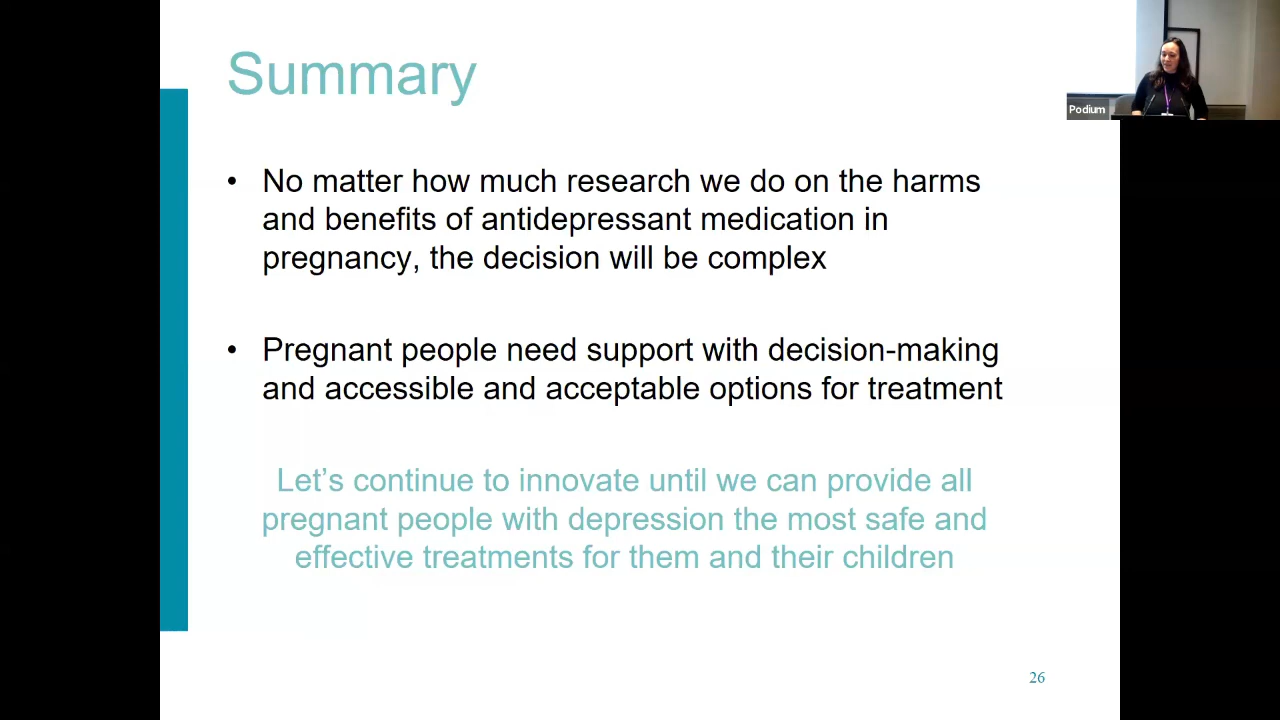 Summary
Podium
• No matter how much research we do on the harms
and benefits of antidepressant medication in
pregnancy, the decision will be complex
• Pregnant people need support with decision-making
and accessible and acceptable options for treatment
Let’s continue to innovate until we can provide all
pregnant people with depression the most safe and
effective treatments for them and their children
26